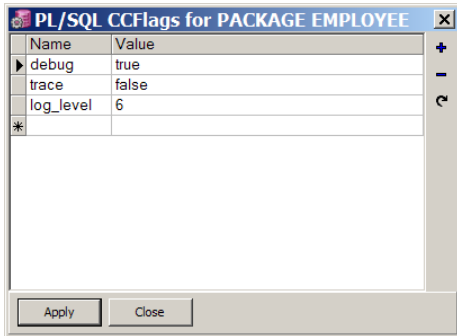 PL/SQL CCFlags for PACKAGE EMPLOYEE
Name Value
debug true
trace false
log_level 6
Apply Close